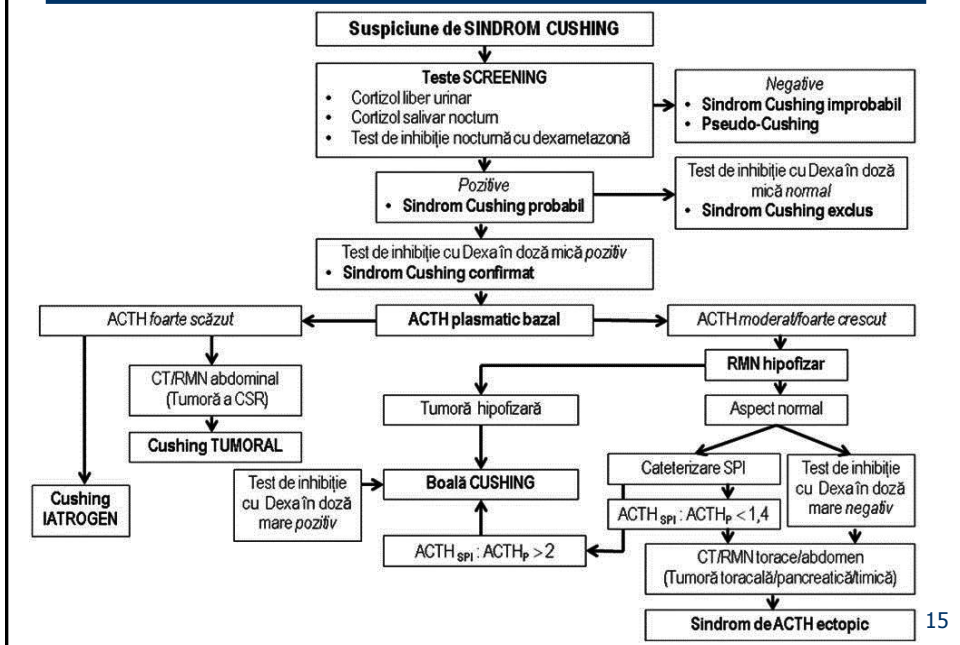 Suspiciune de SINDROM CUSHING
Teste SCREENING
• Cortizol liber urinar
• Cortizol salivar nocturn
• Test de inhibiție nocturnă cu dexametazonă
Negative
• Sindrom Cushing improbabil
• Pseudo-Cushing
Pozitive
• Sindrom Cushing probabil
Test de inhibiție cu Dexa în doză
mică normal
• Sindrom Cushing exclus
Test de inhibiție cu Dexa în doză mică pozitiv
• Sindrom Cushing confirmat
ACTH foarte scăzut
ACTH plasmatic bazal
ACTH moderat/foarte crescut
RMN hipofizar
CT/RMN abdominal
(Tumoră a CSR)
Tumoră hipofizară
Aspect normal
Cushing TUMORAL
Cushing
IATROGEN
Test de inhibiție
cu Dexa în doză
mare pozitiv
Boală CUSHING
Cateterizare SPI
Test de inhibiție
cu Dexa în doză
mare negativ
ACTH SPI : ACTH P < 1,4
ACTH SPI : ACTH P > 2
CT/RMN torace/abdomen
(Tumoră toracală/pancreatică/timică)
Sindrom de ACTH ectopic
15